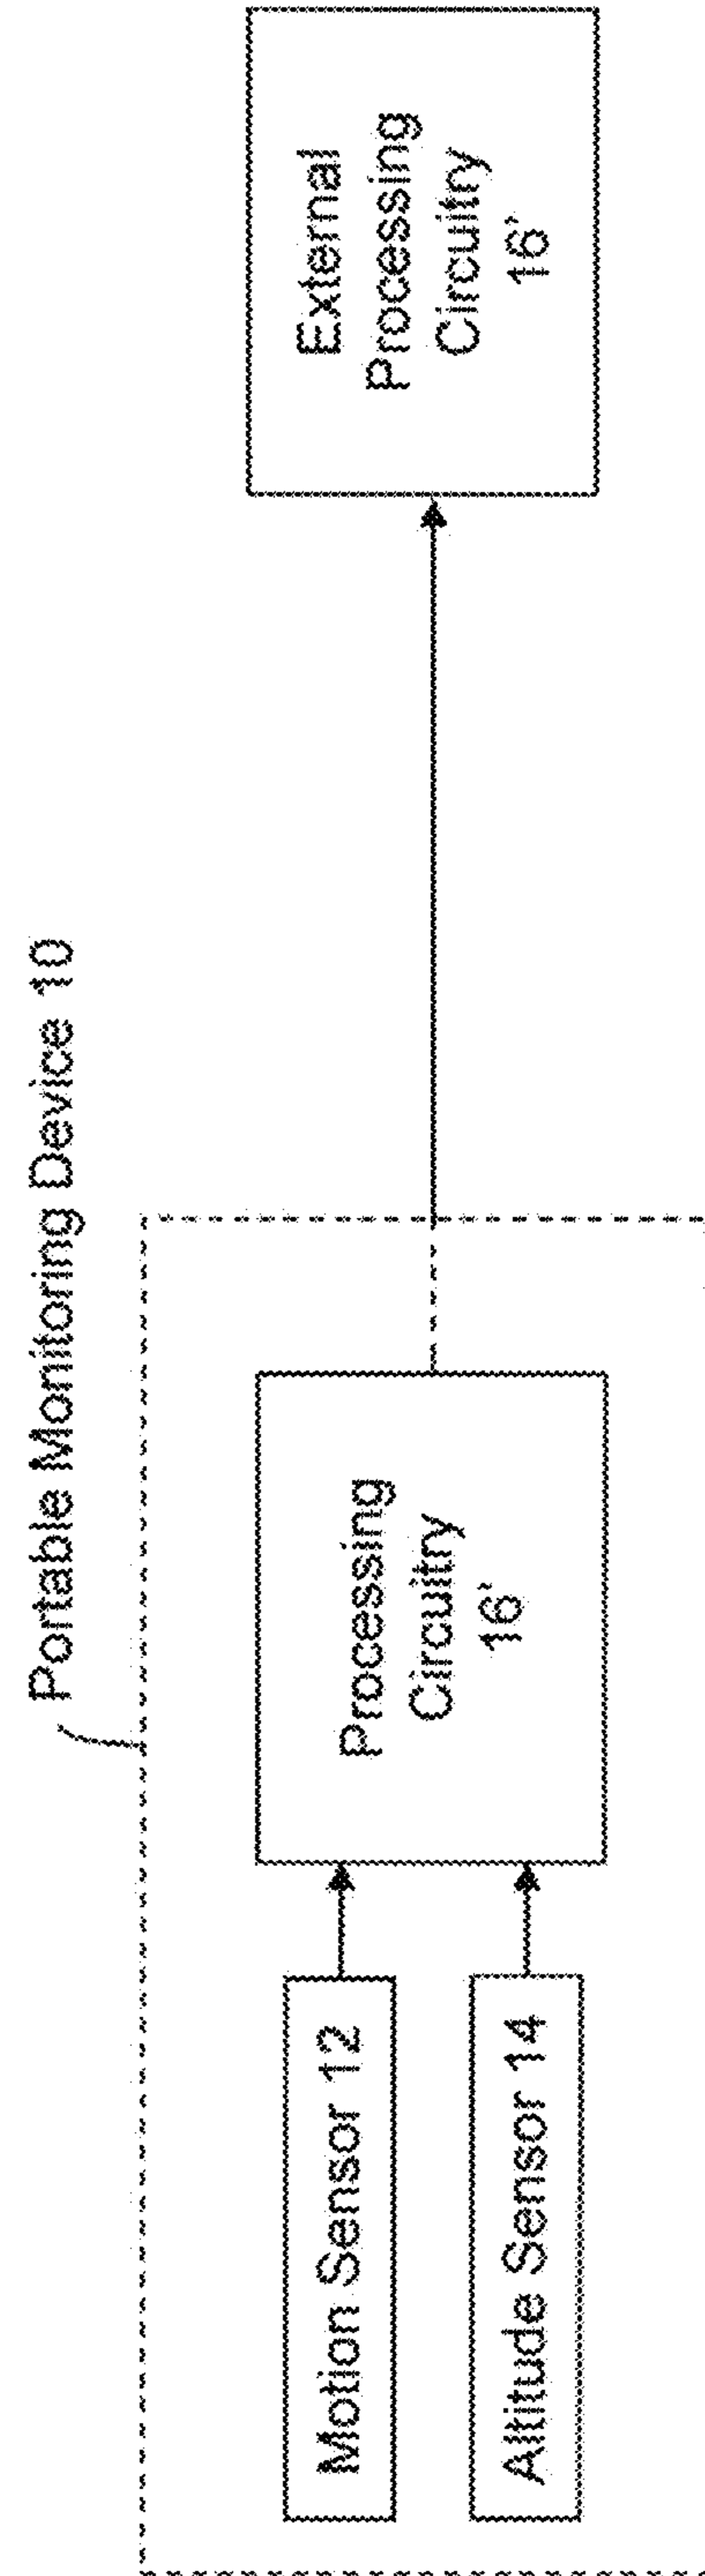 Portable Monitoring Device 10
Motion Sensor 12
Altitude Sensor 14
Processing
Circuitry
16'
External
Processing
Circuitry
16'